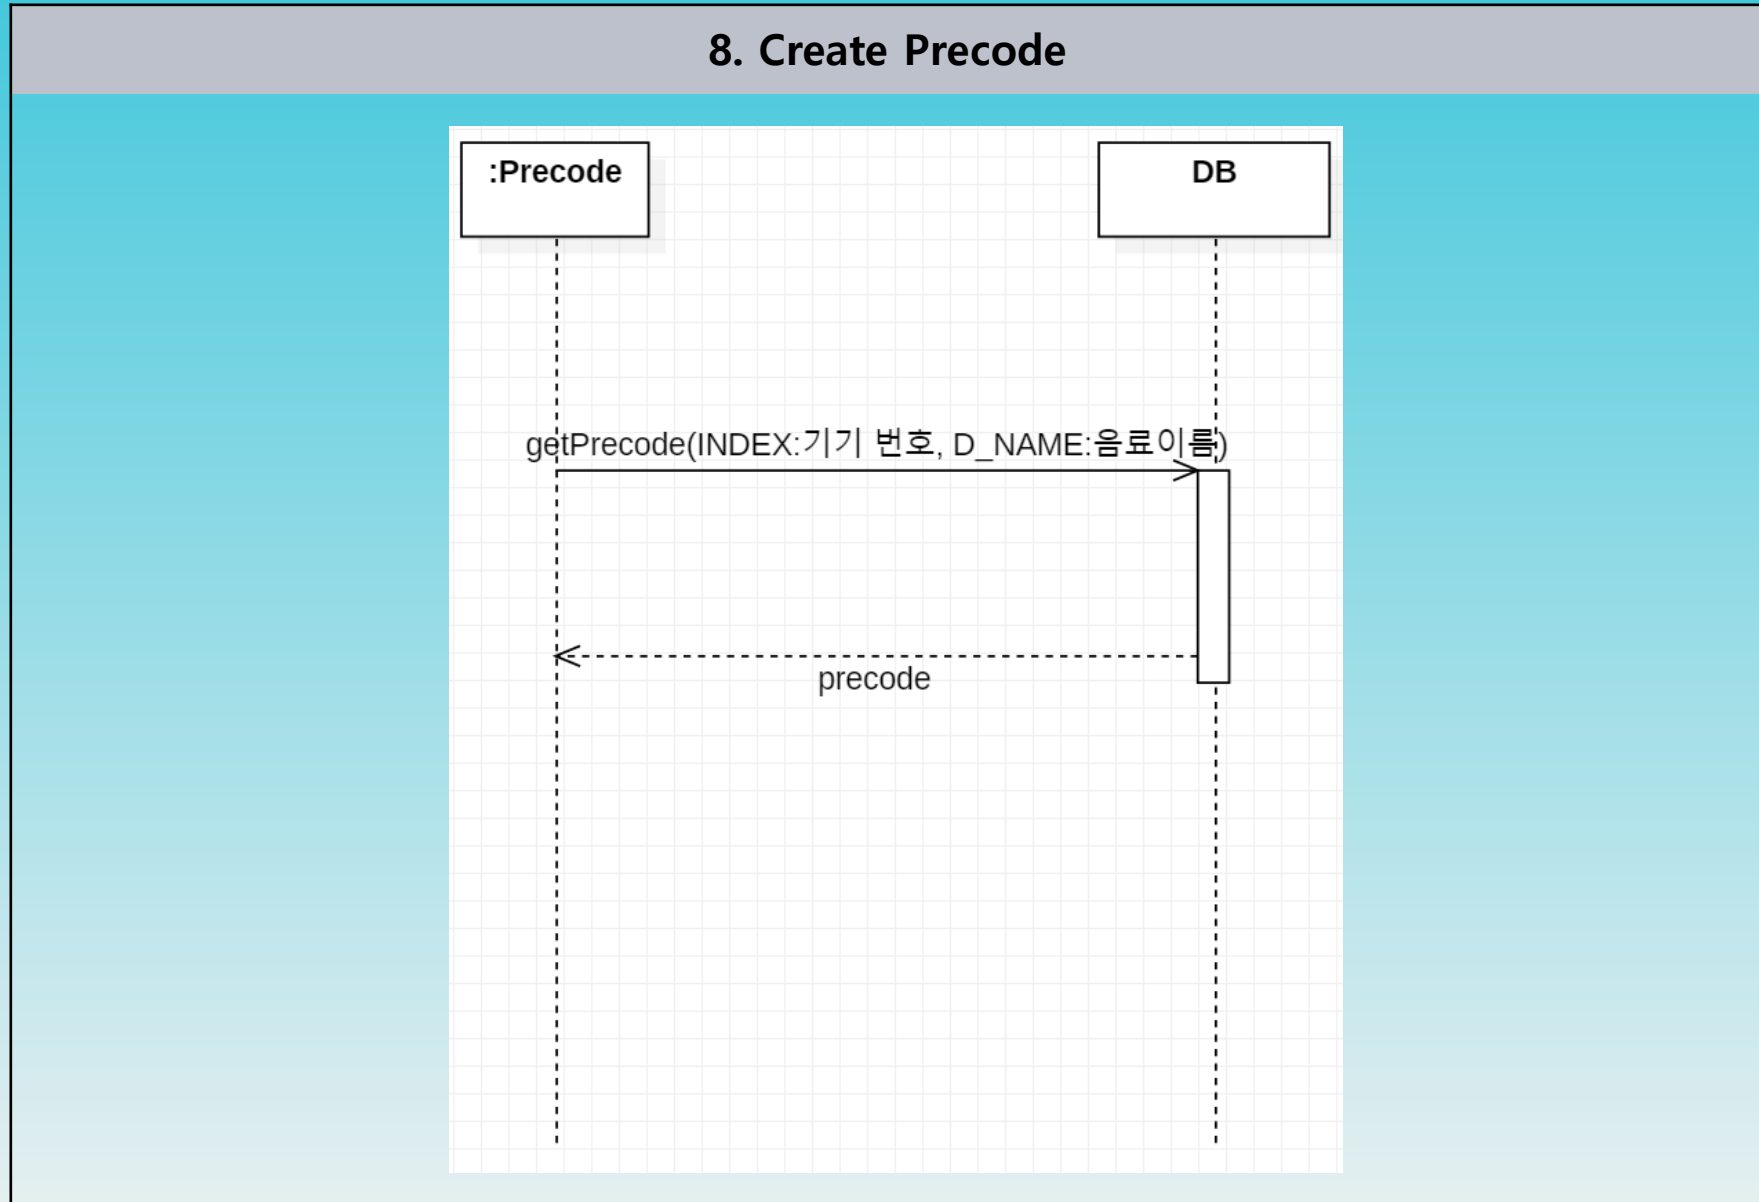 8. Create Precode
:Precode
DB
getPrecode(INDEX:기기 번호, D_NAME:음료이름)
precode